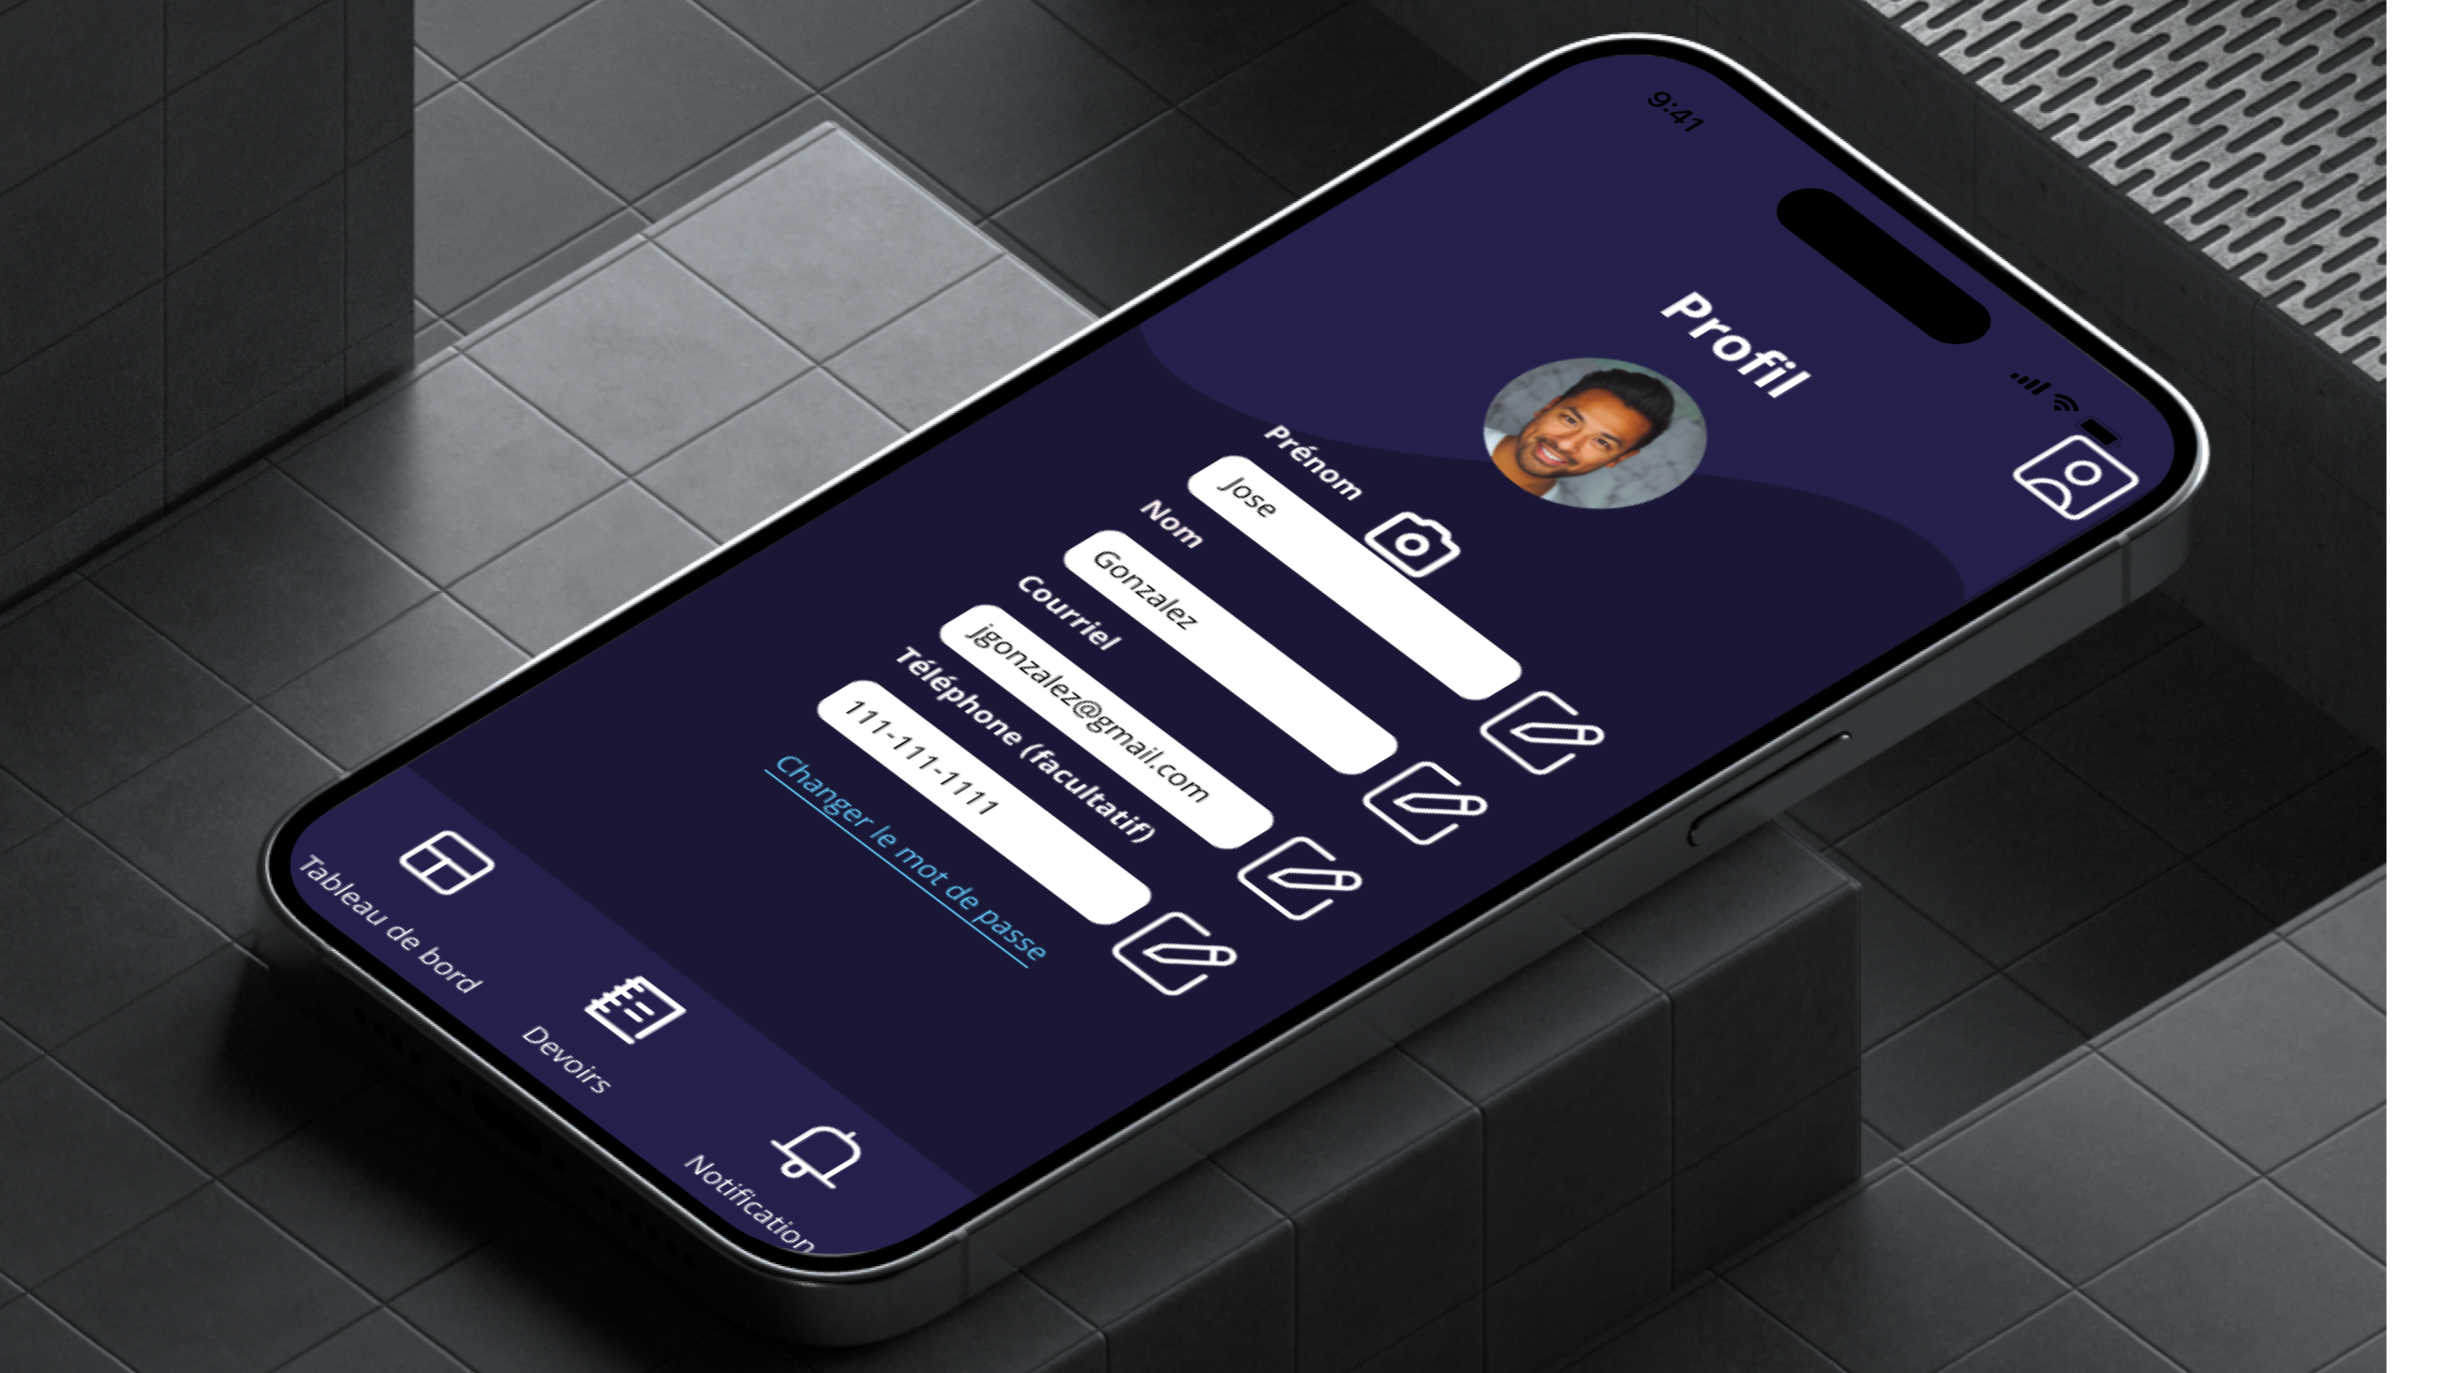 9:41
Profil
Prénom
Jose
Nom
Gonzalez
Courriel
jgonzalez@gmail.com
Téléphone (facultatif)
111-111-1111
Changer le mot de passe
Tableau de bord
Devoirs
Notification